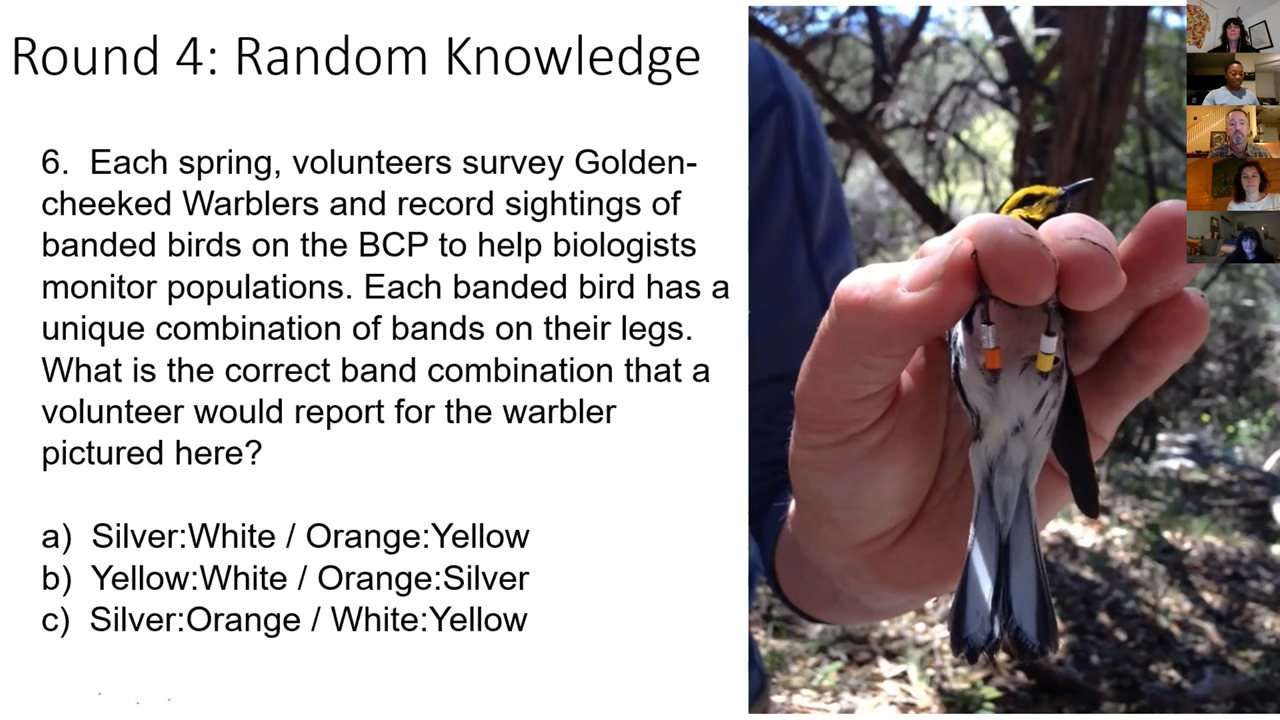 Round 4: Random Knowledge
6. Each spring, volunteers survey Golden-
cheeked Warblers and record sightings of
banded birds on the BCP to help biologists
monitor populations. Each banded bird has a
unique combination of bands on their legs.
What is the correct band combination that a
volunteer would report for the warbler
pictured here?
a) Silver:White / Orange:Yellow
b) Yellow:White / Orange:Silver
c) Silver:Orange / White:Yellow